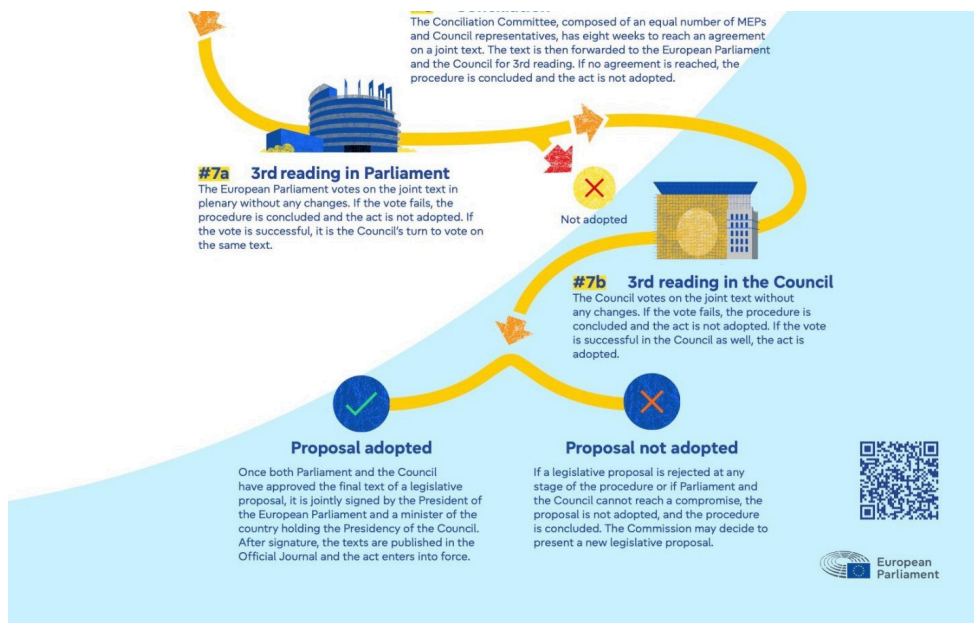 The Conciliation Committee, composed of an equal number of MEPs
and Council representatives, has eight weeks to reach an agreement
on a joint text. The text is then forwarded to the European Parliament
and the Council for 3rd reading. If no agreement is reached, the
procedure is concluded and the act is not adopted.
#7a 3rd reading in Parliament
The European Parliament votes on the joint text in
plenary without any changes. If the vote fails, the
procedure is concluded and the act is not adopted. If
the vote is successful, it is the Council's turn to vote on
the same text.
Not adopted
#7b 3rd reading in the Council
The Council votes on the joint text without
any changes. If the vote fails, the procedure is
concluded and the act is not adopted. If the vote
is successful in the Council as well, the act is
adopted.
Proposal adopted
Once both Parliament and the Council
have approved the final text of a legislative
proposal, it is jointly signed by the President of
the European Parliament and a minister of the
country holding the Presidency of the Council.
After signature, the texts are published in the
Official Journal and the act enters into force.
Proposal not adopted
If a legislative proposal is rejected at any
stage of the procedure or if Parliament and
the Council cannot reach a compromise, the
proposal is not adopted, and the procedure
is concluded. The Commission may decide to
present a new legislative proposal.
European
Parliament